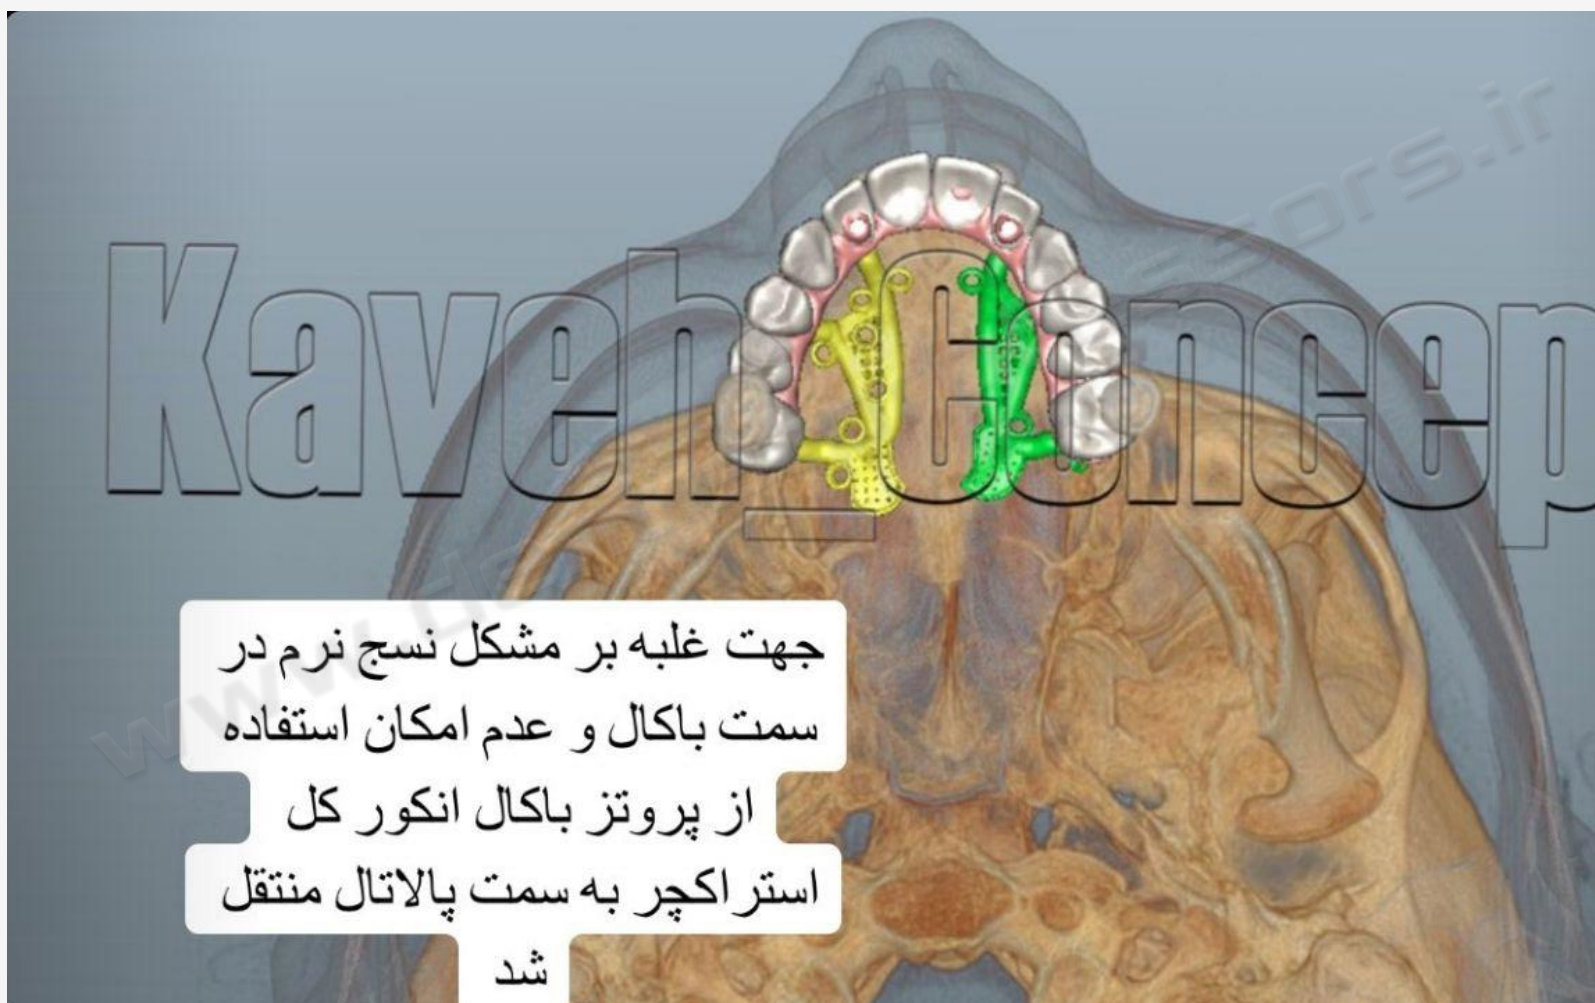 Kaveh_Concep
جهت غلبه بر مشکل نسج نرم در
سمت باکال و عدم امکان استفاده
از پروتز باکال انکور کل
استراکچر به سمت پالاتال منتقل
شد